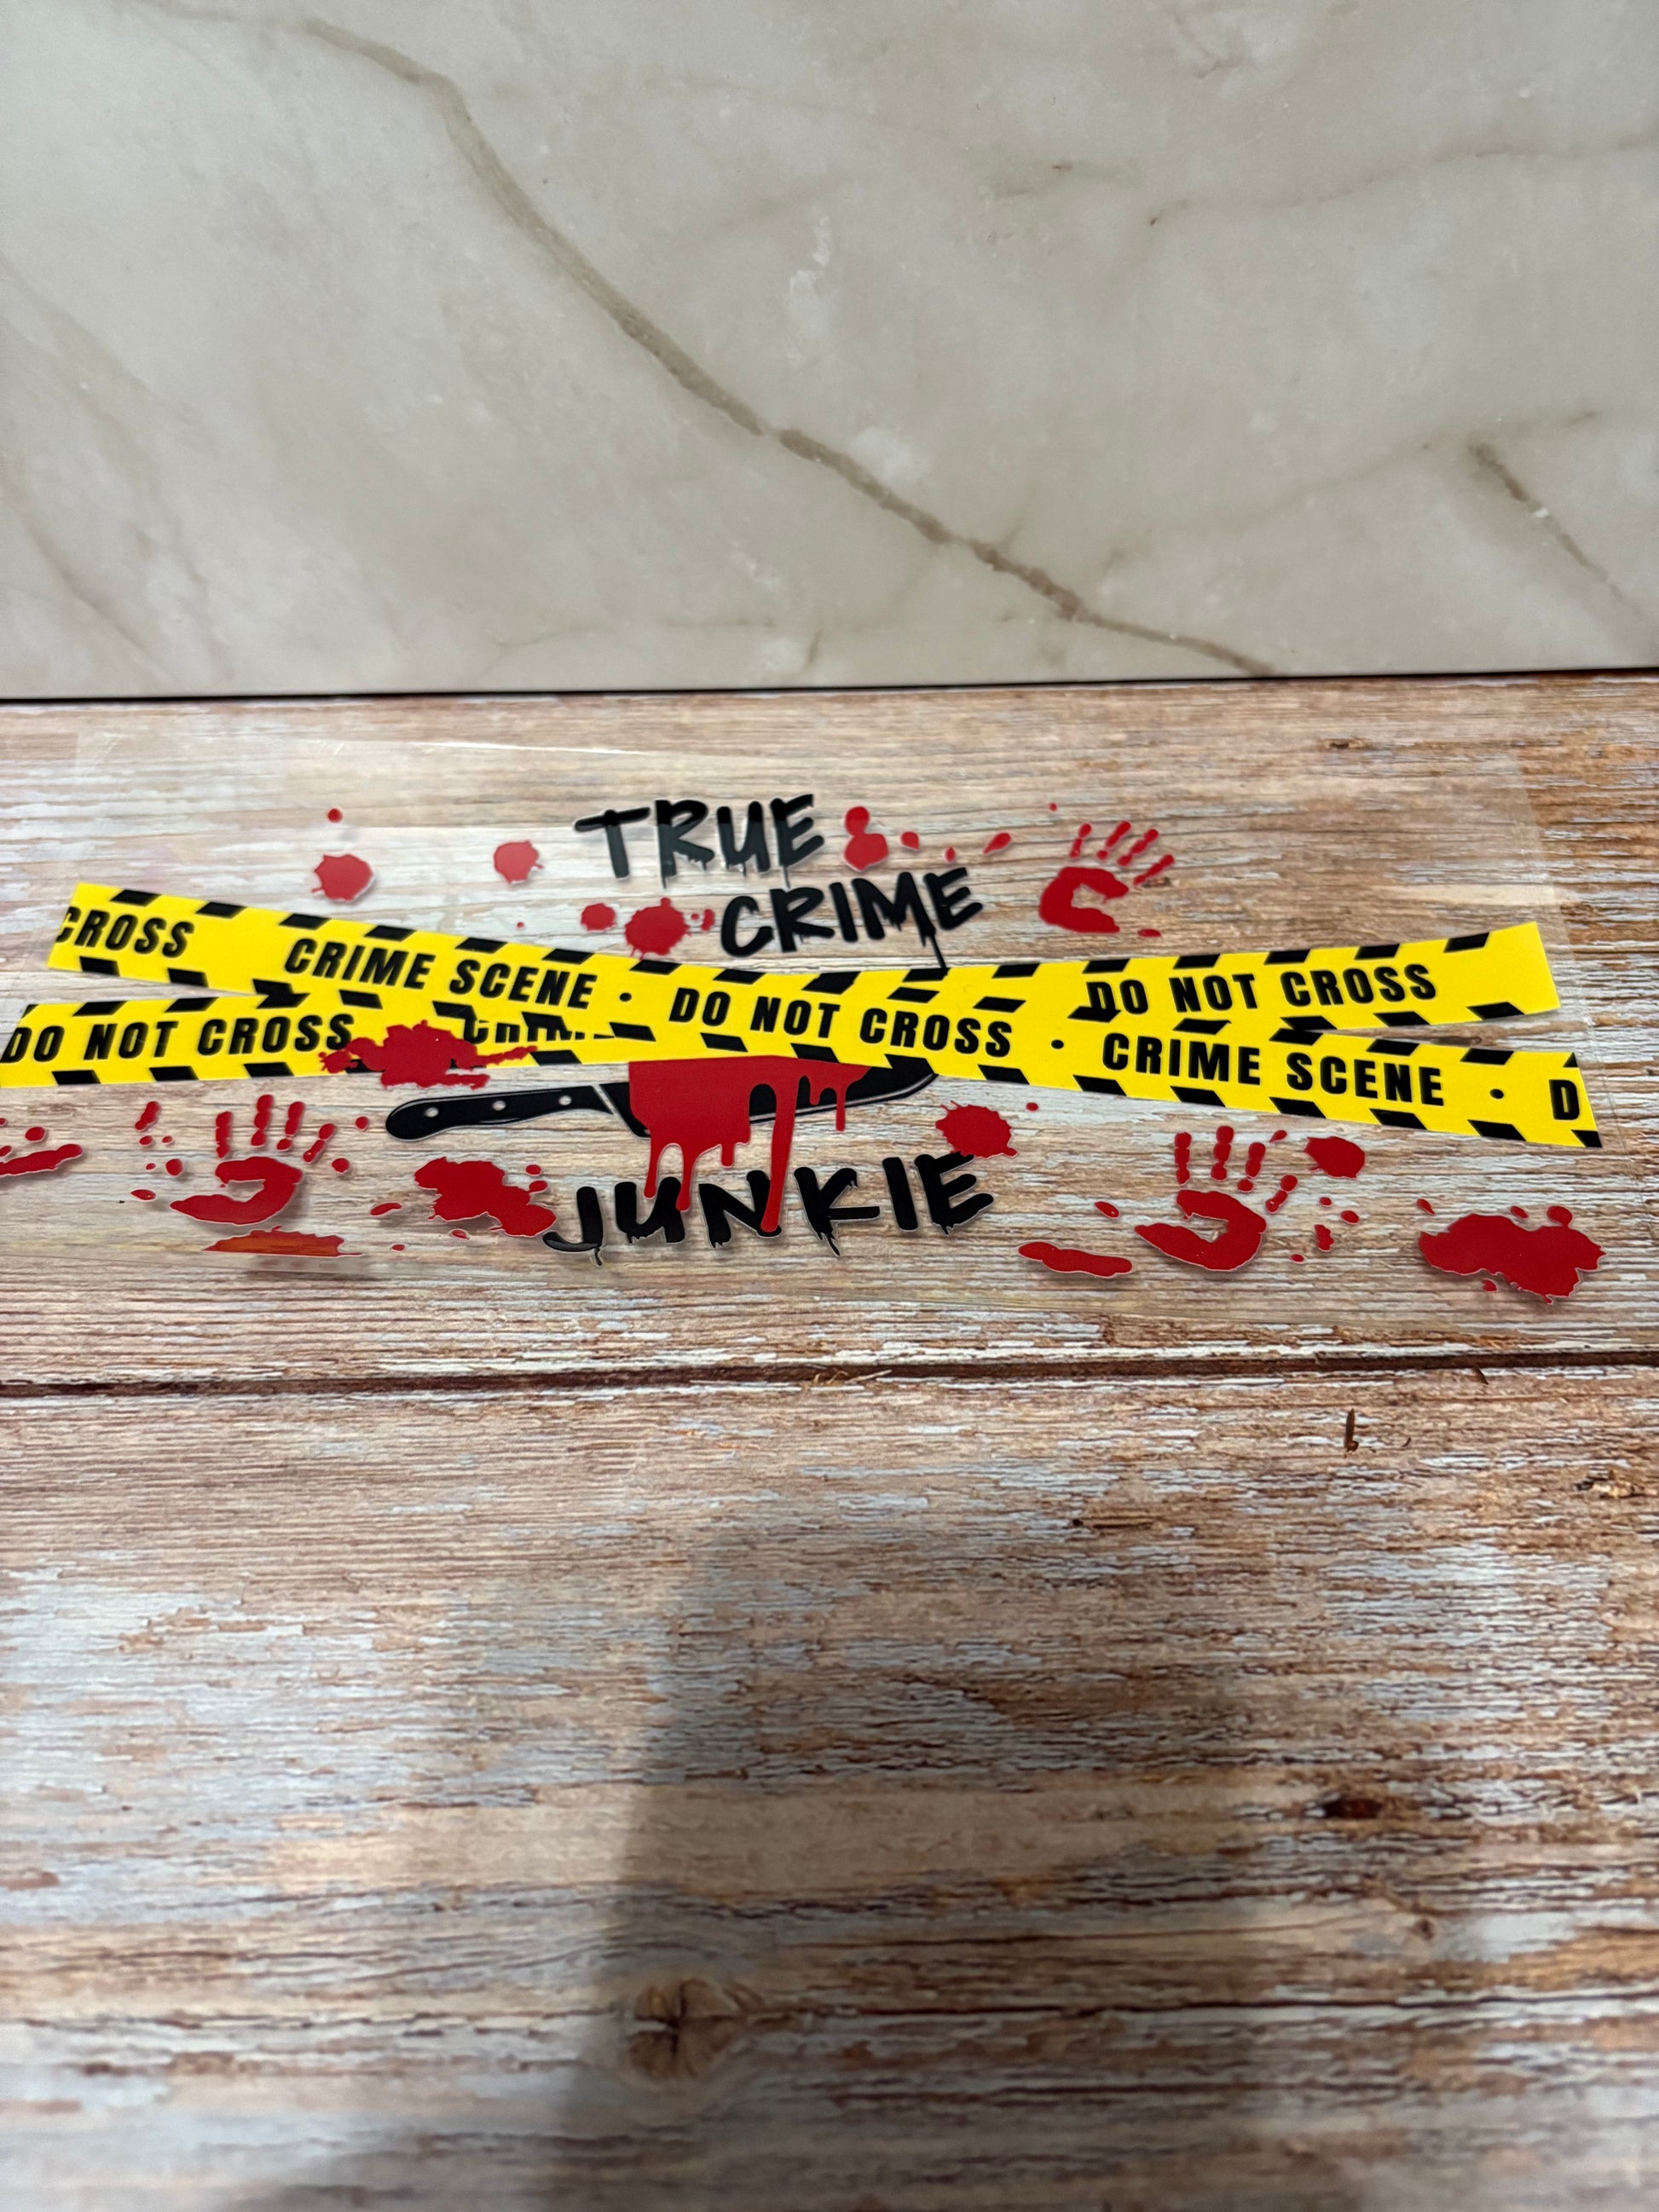 TRUE
CRIME
CROSS CRIME SCENE • DO NOT CROSS • CRIME SCENE • D
DO NOT CROSS
DO NOT CROSS
JUNKIE